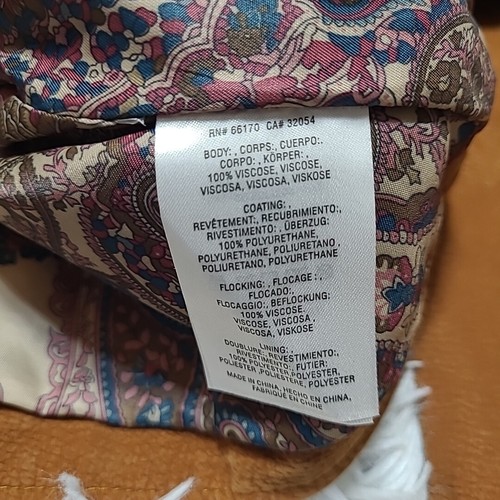 RN# 66170 CA# 32054
BODY: , CORPS:, CUERPO:.
CORPO: , KÖRPER: ,
100% VISCOSE, VISCOSE,
VISCOSA, VISCOSA, VISKOSE
COATING: ,
REVÊTEMENT:, RECUBRIMIENTO:,
RIVESTIMENTO: , ÜBERZUG:
100% POLYURETHANE,
POLYURÉTHANE, POLIURETANO ,
POLIURETANO, POLYURETHANE
FLOCKING: , FLOCAGE : ,
FLOCADO:,
FLOCAGGIO:, BEFLOCKUNG:
100% VISCOSE,
VISCOSE, VISCOSA ,
VISCOSA, VISKOSE
LINING: ,
DOUBLURE:, REVESTIMIENTO:,
RIVESTIMENTO: , FUTTER:
100% POLYESTER, POLYESTER,
POLIÉSTER ,POLIESTERE, POLYESTER
MADE IN CHINA, HECHO EN CHINA,
FABRIQUÉ EN CHINE